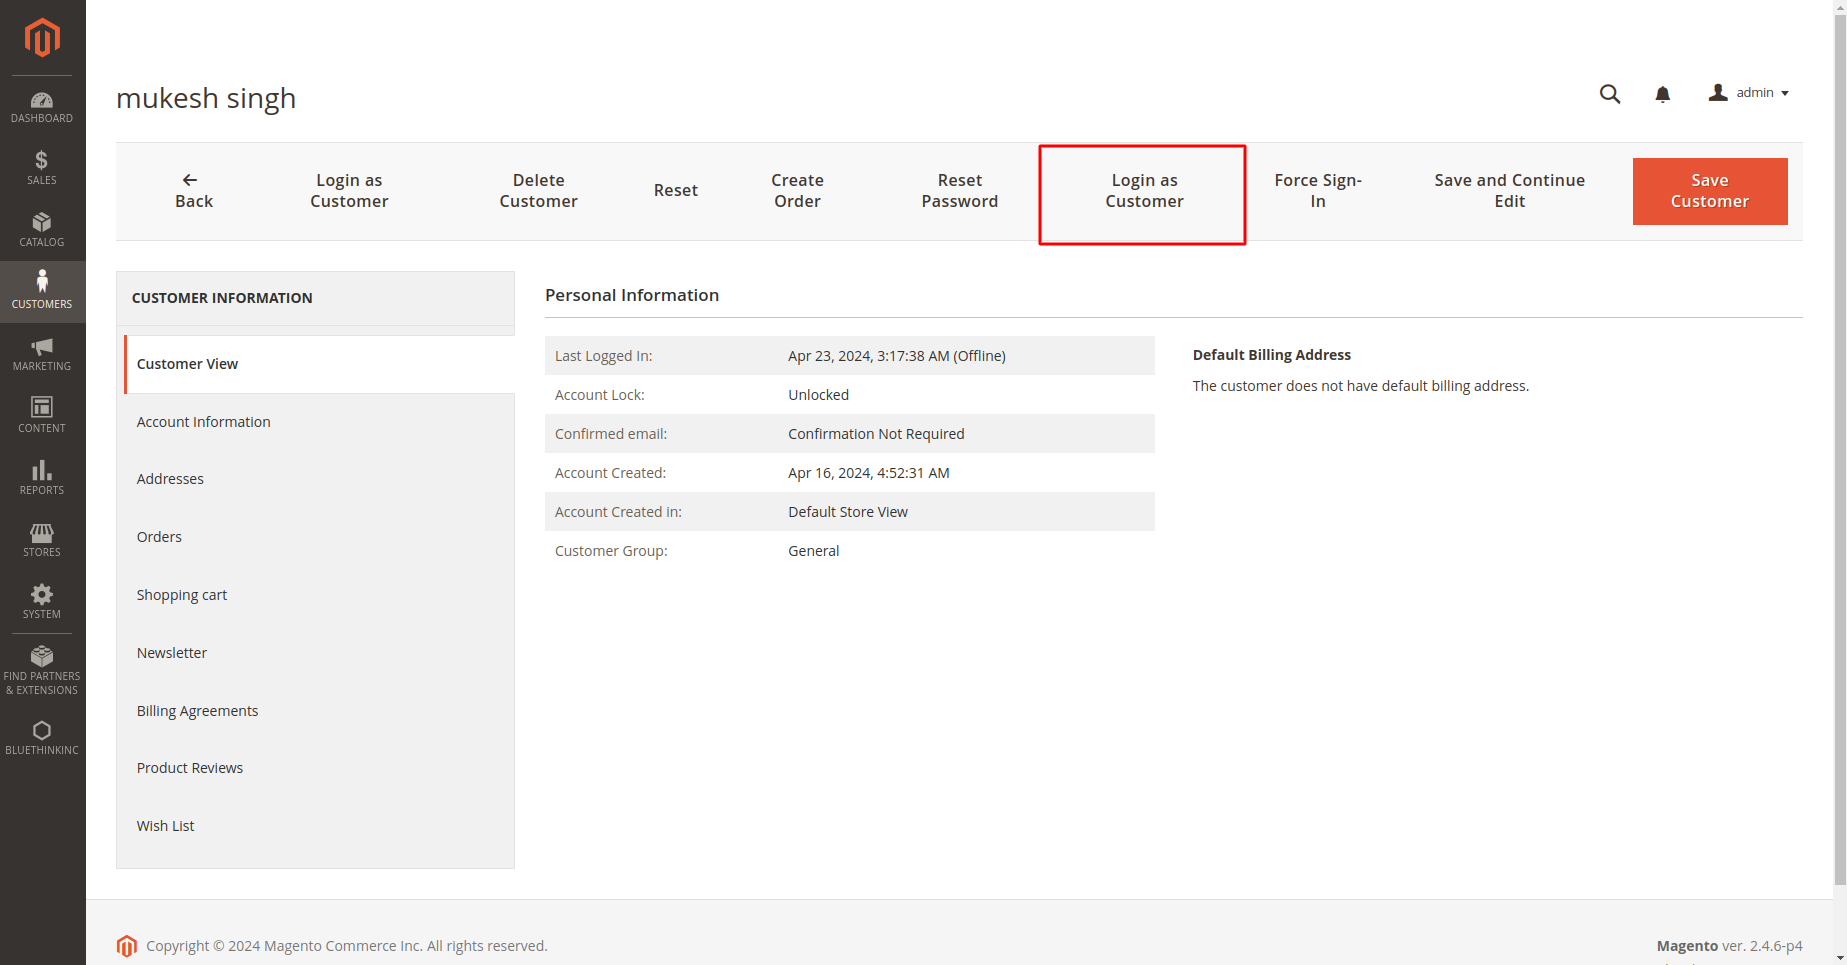 mukesh singh
admin
DASHBOARD
SALES
CATALOG
CUSTOMERS
MARKETING
CONTENT
REPORTS
STORES
SYSTEM
FIND PARTNERS
& EXTENSIONS
BLUETHINKINC
Back
Login as
Customer
Delete
Customer
Reset
Create
Order
Reset
Password
Login as
Customer
Force Sign-
In
Save and Continue
Edit
Save
Customer
CUSTOMER INFORMATION
Customer View
Account Information
Addresses
Orders
Shopping cart
Newsletter
Billing Agreements
Product Reviews
Wish List
Personal Information
Last Logged In: Apr 23, 2024, 3:17:38 AM (Offline)
Account Lock: Unlocked
Confirmed email: Confirmation Not Required
Account Created: Apr 16, 2024, 4:52:31 AM
Account Created in: Default Store View
Customer Group: General
Default Billing Address
The customer does not have default billing address.
Copyright © 2024 Magento Commerce Inc. All rights reserved.
Magento ver. 2.4.6-p4